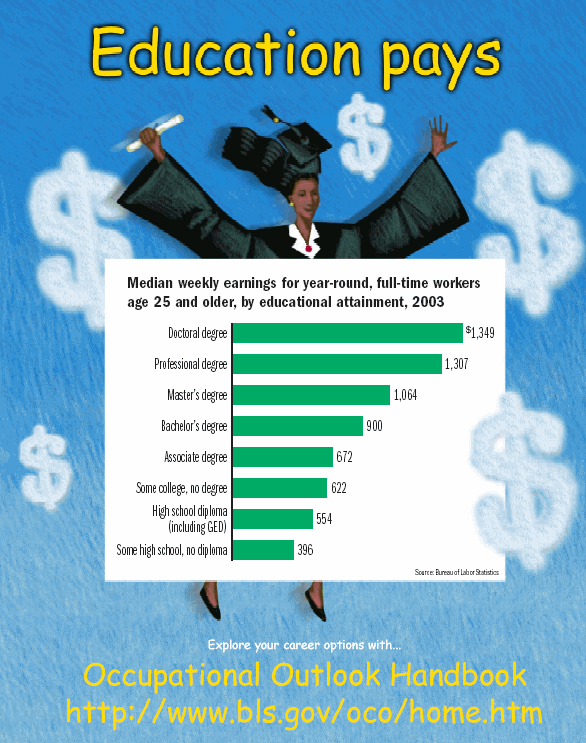 Education pays
Median weekly earnings for year-round, full-time workers
age 25 and older, by educational attainment, 2003
Doctoral degree $1,349
Professional degree 1,307
Master's degree 1,064
Bachelor's degree 900
Associate degree 672
Some college, no degree 622
High school diploma
(including GED) 554
Some high school, no diploma 396
Source: Bureau of Labor Statistics
Explore your career options with...
Occupational Outlook Handbook
http://www.bls.gov/oco/home.htm